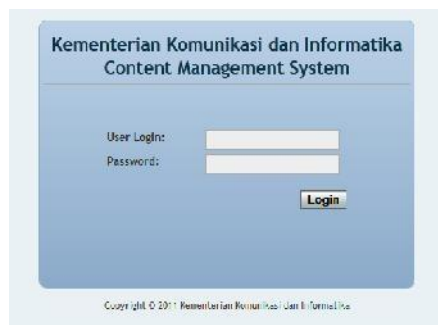 Kementerian Komunikasi dan Informatika
Content Management System
User Login:
Password:
Login
Copyright © 2011 Kementerian Komunikasi dan Informatika